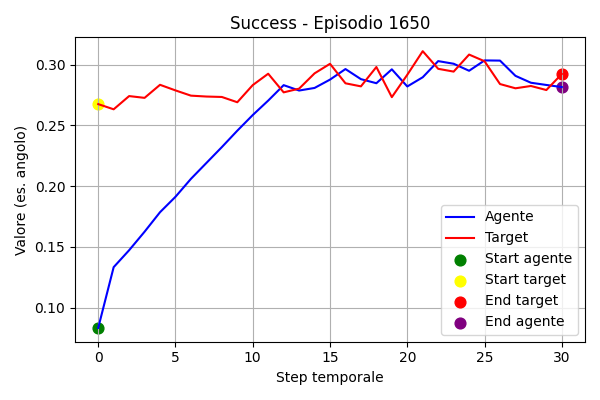 Success - Episodio 1650
Valore (es. angolo)
0.30
0.25
0.20
0.15
0.10
0
5
10
15
20
25
30
Step temporale
Agente
Target
Start agente
Start target
End target
End agente